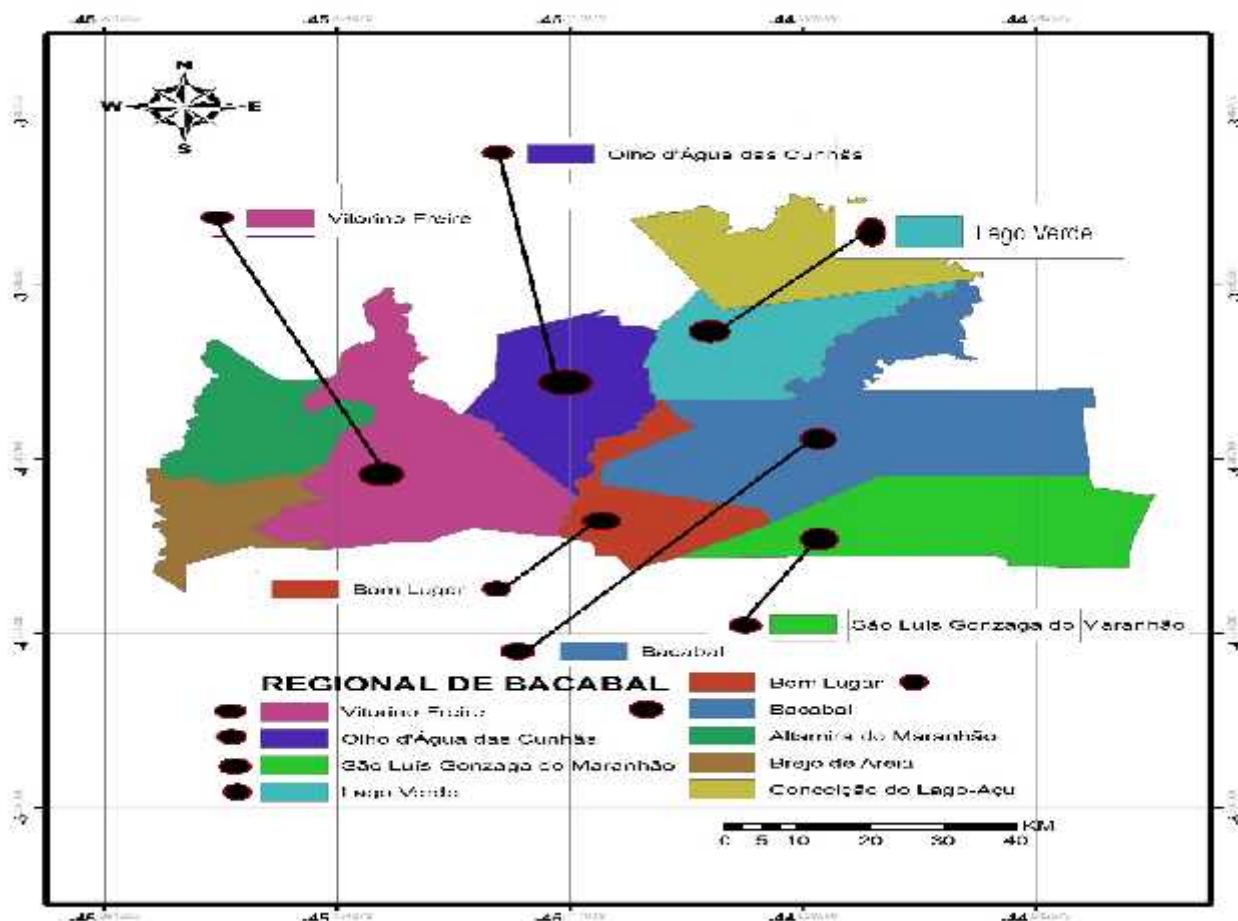 N
W E
S
Olho d'Água das Cunhãs
Vitorino Freire
Lago Verde
Bom Lugar
São Luís Gonzaga do Maranhão
Bacabal
REGIONAL DE BACABAL
Vitorino Freire
Olho d'Água das Cunhãs
São Luís Gonzaga do Maranhão
Lago Verde
Bom Lugar
Bacabal
Altamira do Maranhão
Brejo de Areia
Conceição do Lago-Açu
KM
0 5 10 20 30 40